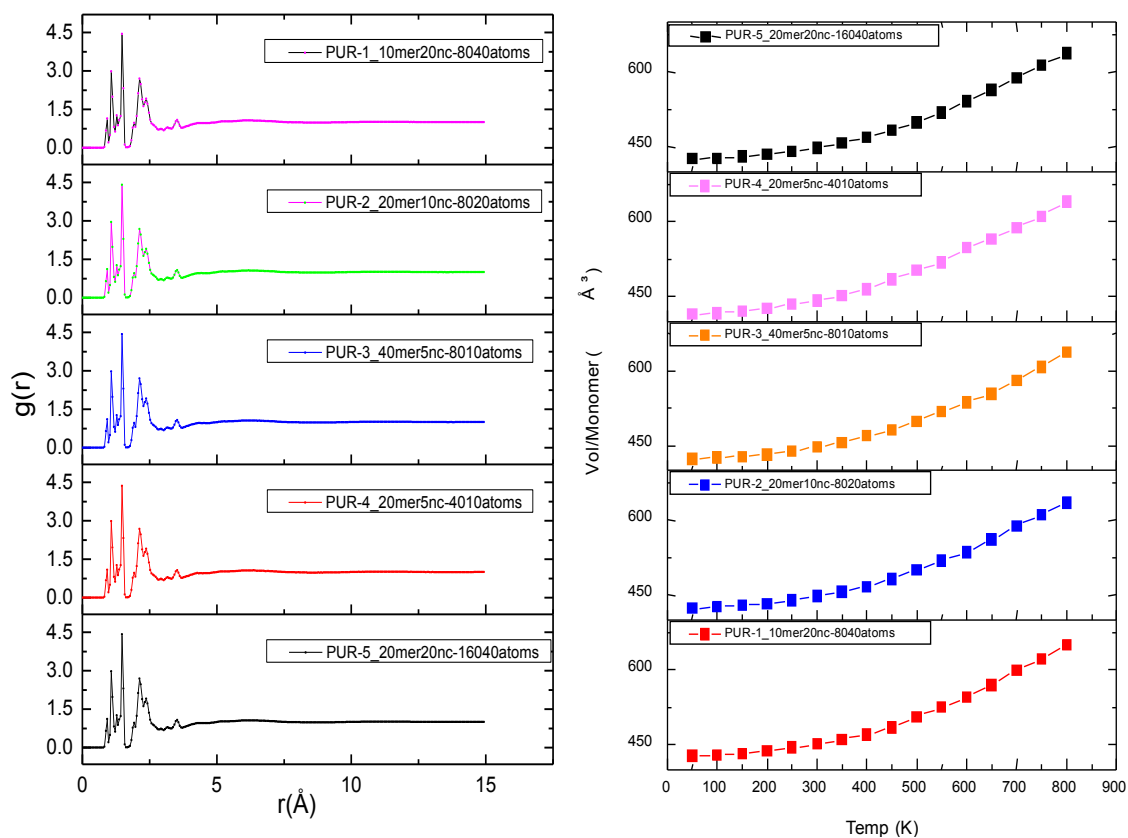 4.5
3.0
1.5
0.0
PUR-1_10mer20nc-8040atoms
4.5
3.0
1.5
0.0
PUR-2_20mer10nc-8020atoms
4.5
3.0
1.5
0.0
PUR-3_40mer5nc-8010atoms
4.5
3.0
1.5
0.0
PUR-4_20mer5nc-4010atoms
4.5
3.0
1.5
0.0
PUR-5_20mer20nc-16040atoms
g(r)
0 5 10 15
r(Å)
PUR-5_20mer20nc-16040atoms
600
450
PUR-4_20mer5nc-4010atoms
600
450
PUR-3_40mer5nc-8010atoms
600
450
PUR-2_20mer10nc-8020atoms
600
450
PUR-1_10mer20nc-8040atoms
600
450
Vol/Monomer ( Å ³ )
0 100 200 300 400 500 600 700 800 900
Temp (K)